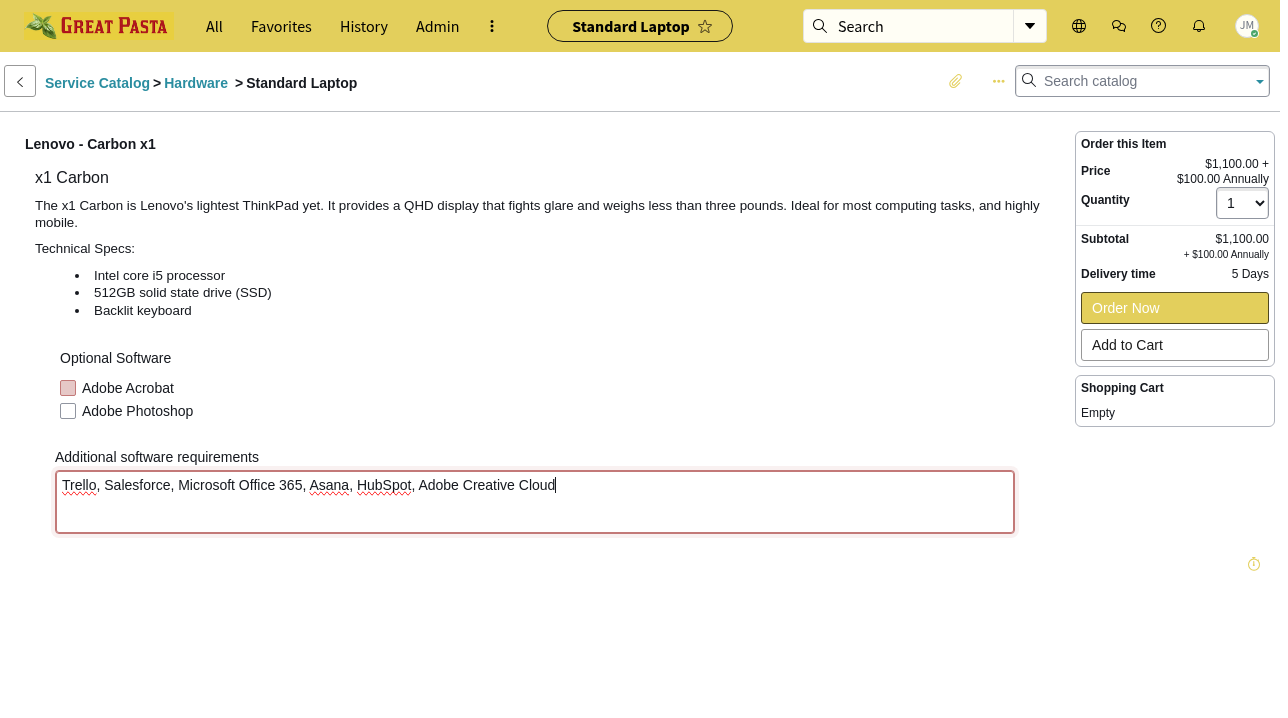 GREAT PASTA
All
Favorites
History
Admin
Standard Laptop
Search
JM
Service Catalog > Hardware > Standard Laptop
Search catalog
Lenovo - Carbon x1
x1 Carbon
The x1 Carbon is Lenovo's lightest ThinkPad yet. It provides a QHD display that fights glare and weighs less than three pounds. Ideal for most computing tasks, and highly
mobile.
Technical Specs:
Intel core i5 processor
512GB solid state drive (SSD)
Backlit keyboard
Optional Software
Adobe Acrobat
Adobe Photoshop
Additional software requirements
Trello, Salesforce, Microsoft Office 365, Asana, HubSpot, Adobe Creative Cloud
Order this Item
Price $1,100.00 +
$100.00 Annually
Quantity 1
Subtotal $1,100.00
+ $100.00 Annually
Delivery time 5 Days
Order Now
Add to Cart
Shopping Cart
Empty